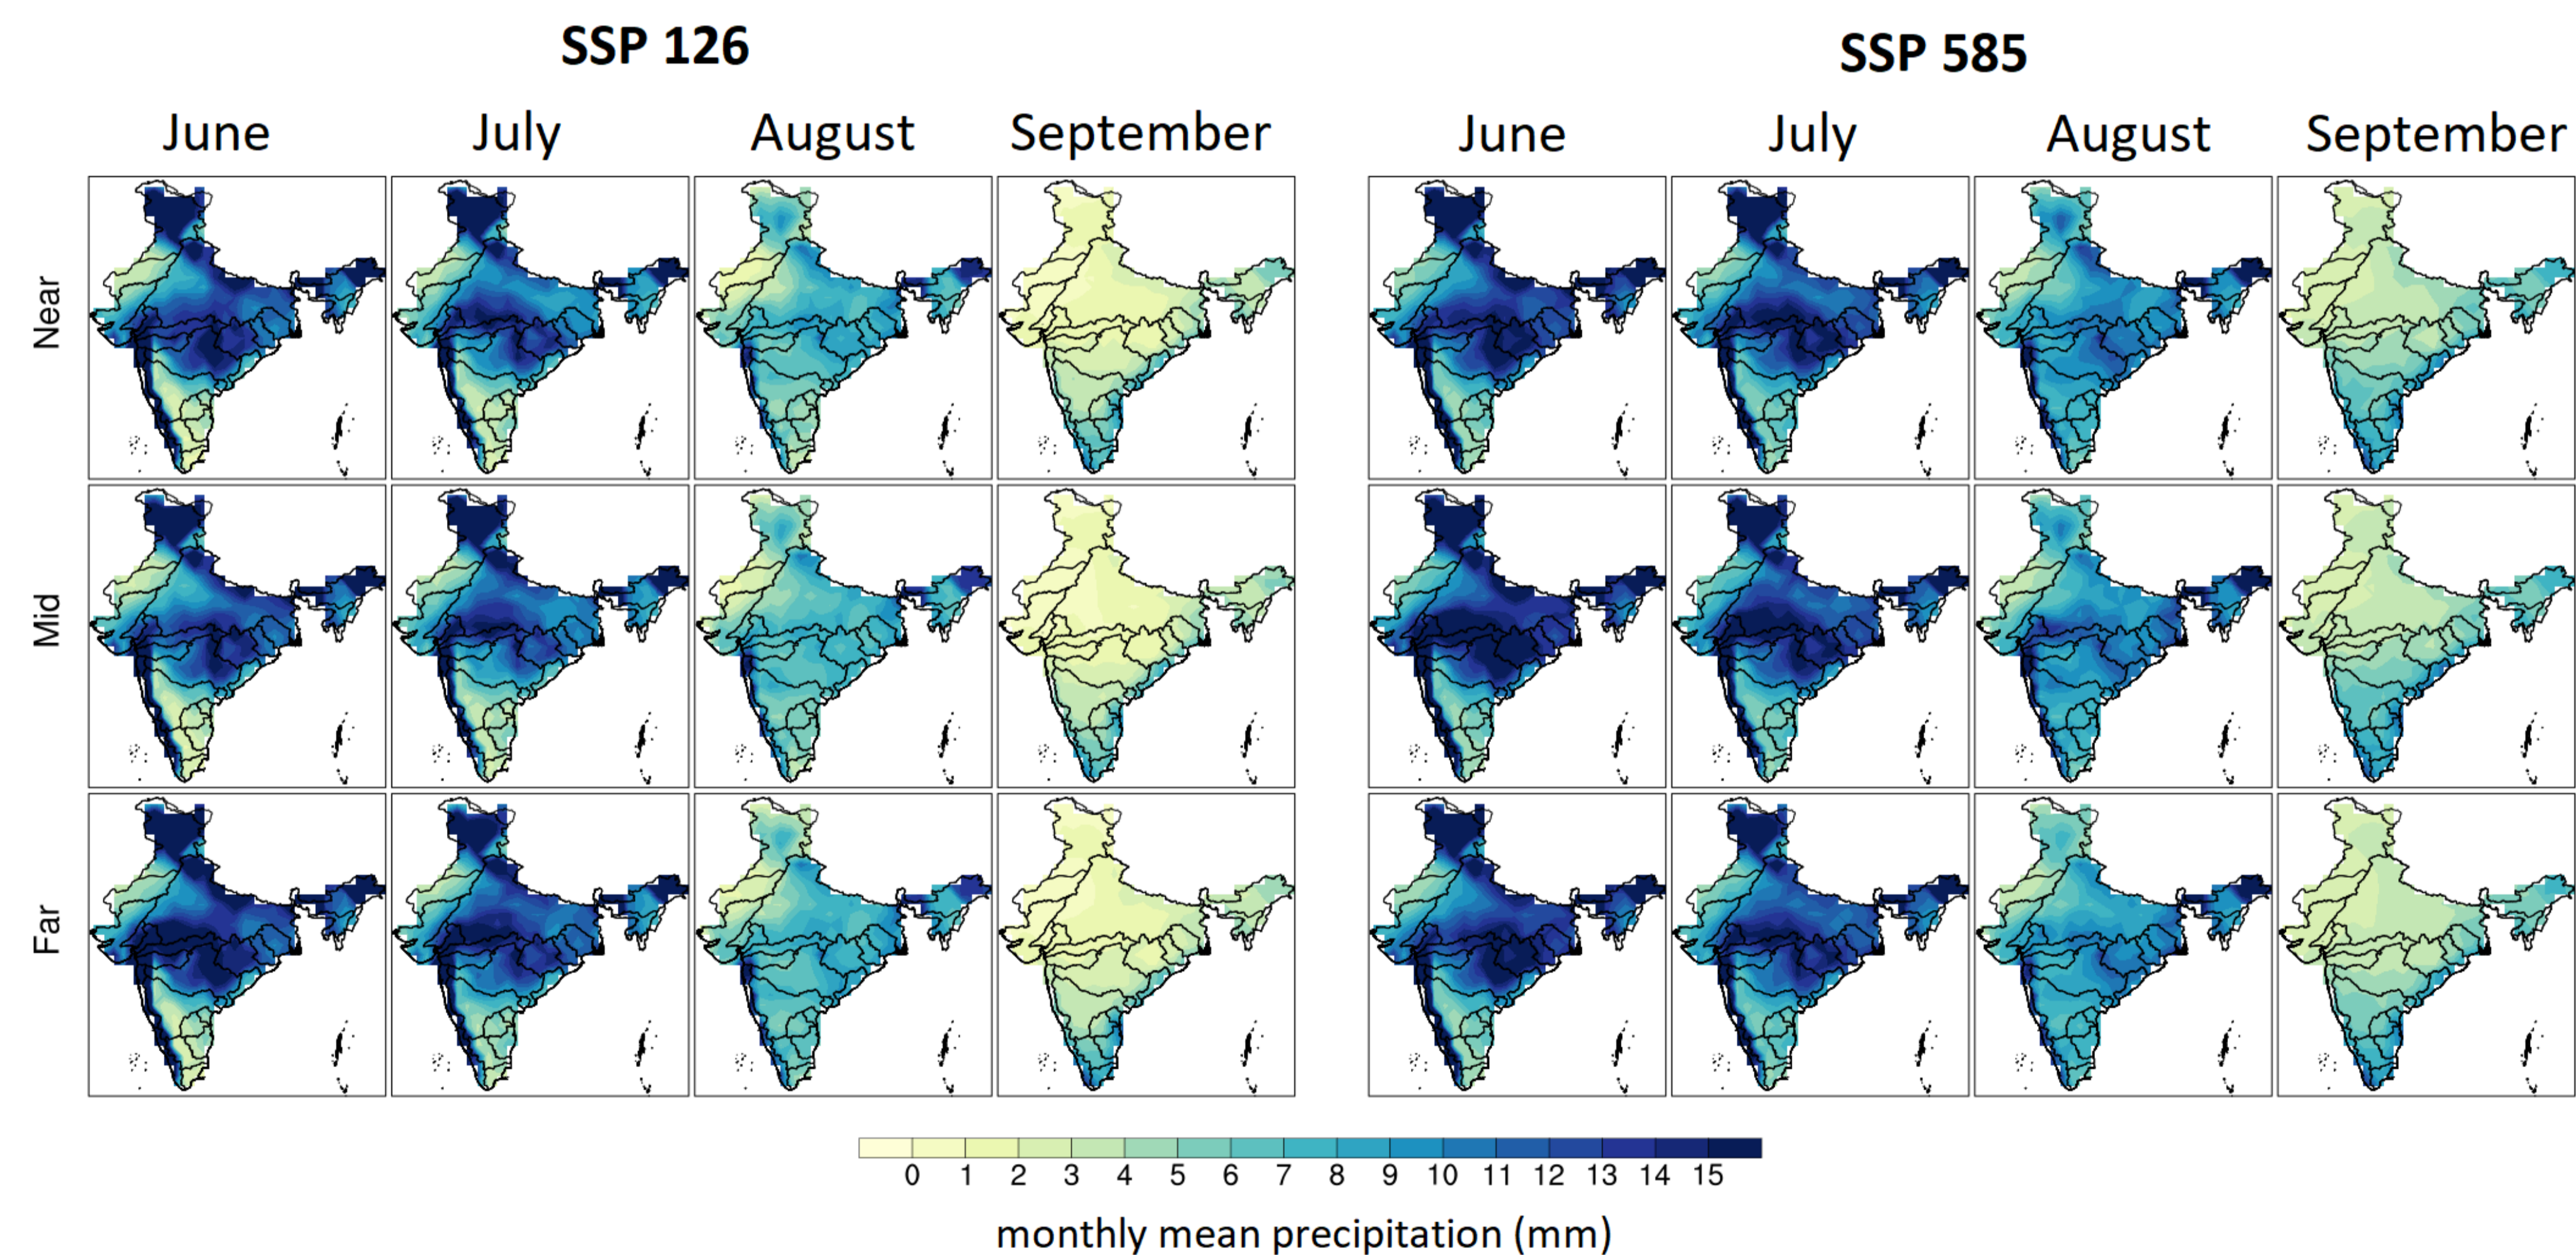 SSP 126 SSP 585
June July August September June July August September
Near
Mid
Far
0 1 2 3 4 5 6 7 8 9 10 11 12 13 14 15
monthly mean precipitation (mm)